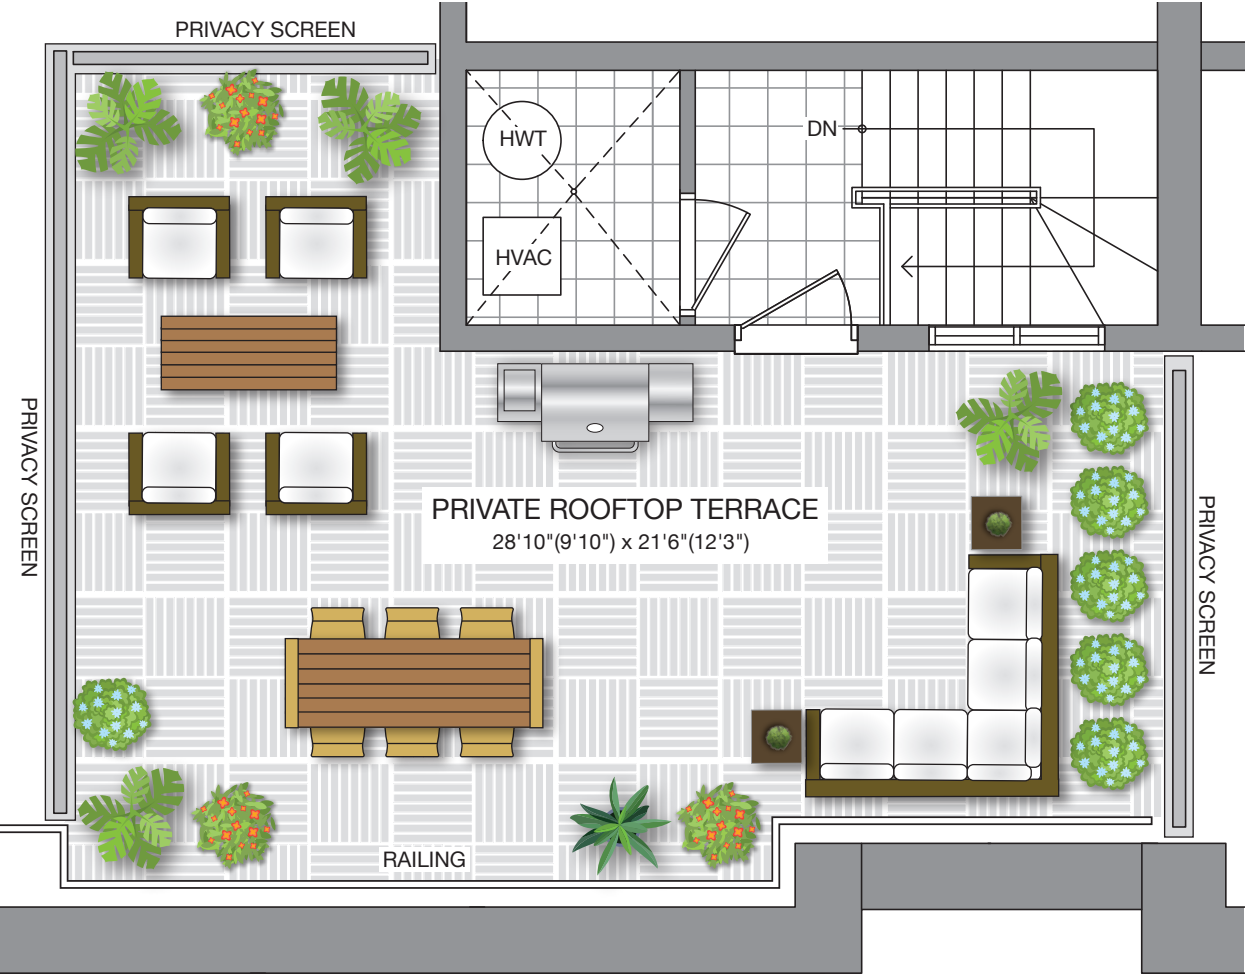 PRIVACY SCREEN
DN
HWT
HVAC
PRIVACY SCREEN
PRIVATE ROOFTOP TERRACE
28'10"(9'10") x 21'6"(12'3")
PRIVACY SCREEN
RAILING